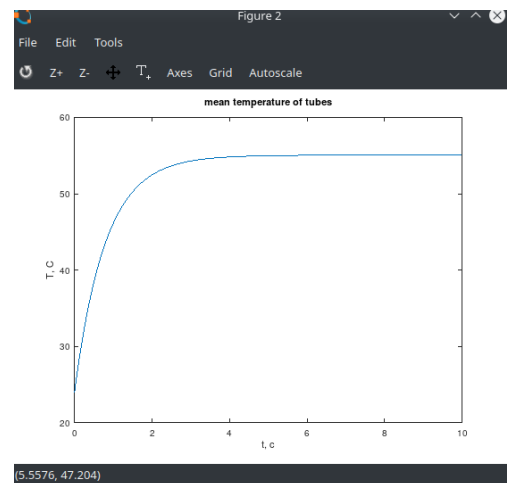 Figure 2
File Edit Tools
Z+ Z- T+ Axes Grid Autoscale
mean temperature of tubes
60
50
40
30
20
T, C
0 2 4 6 8 10
t, c
(5.5576, 47.204)